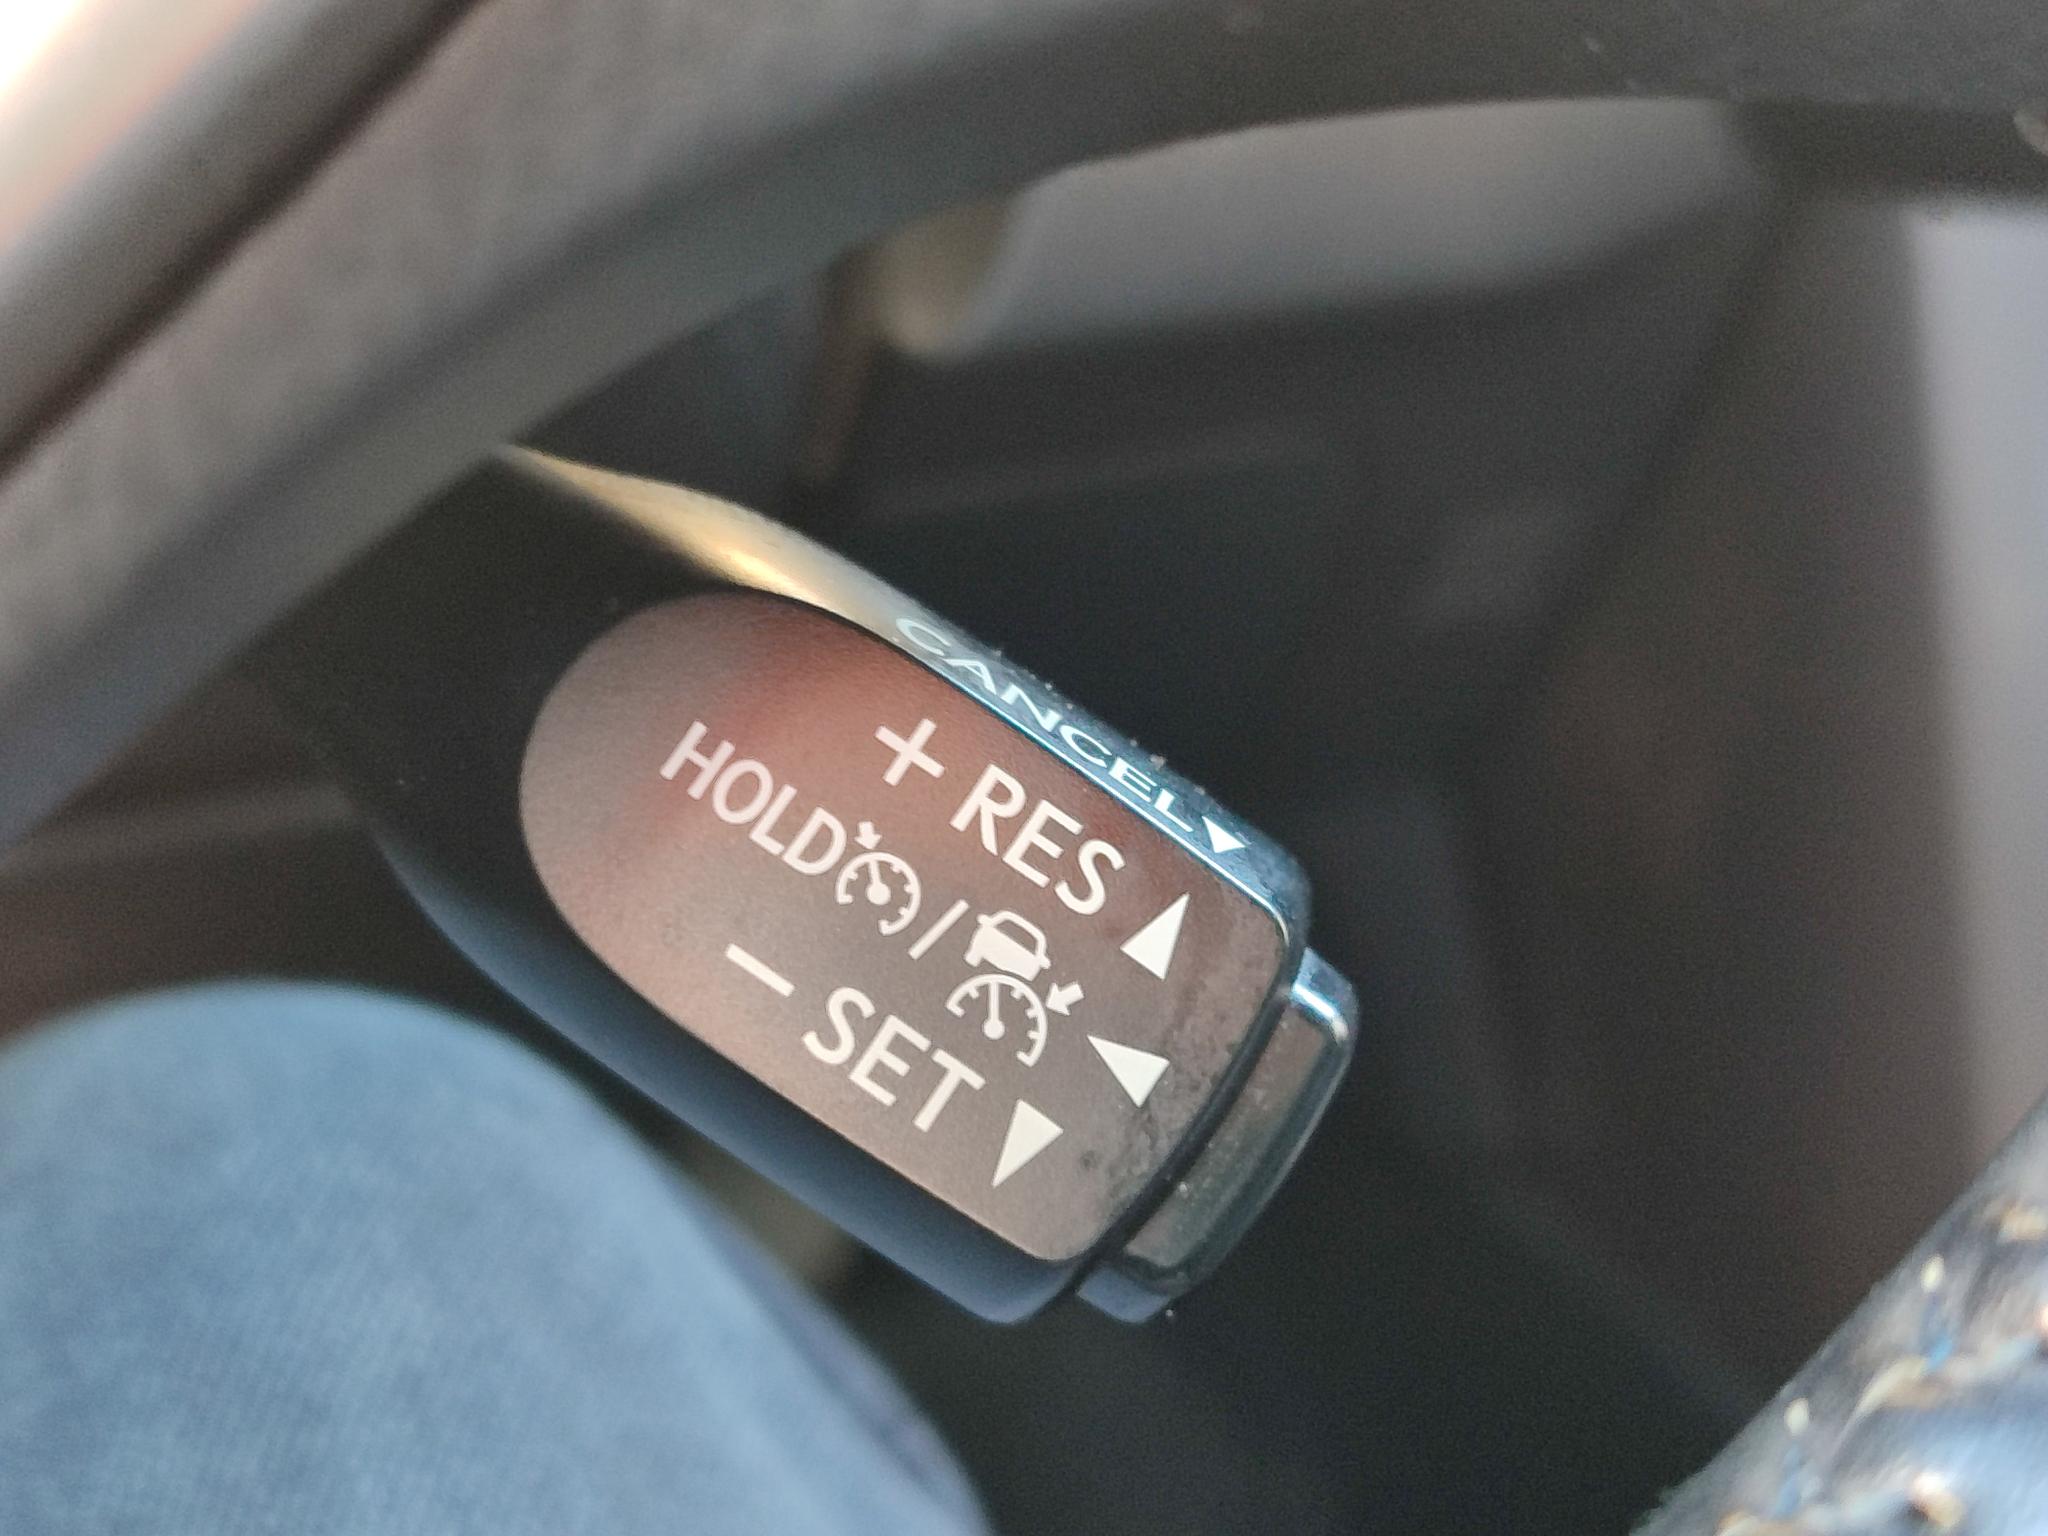 CANCEL
+ RES
HOLD /
− SET